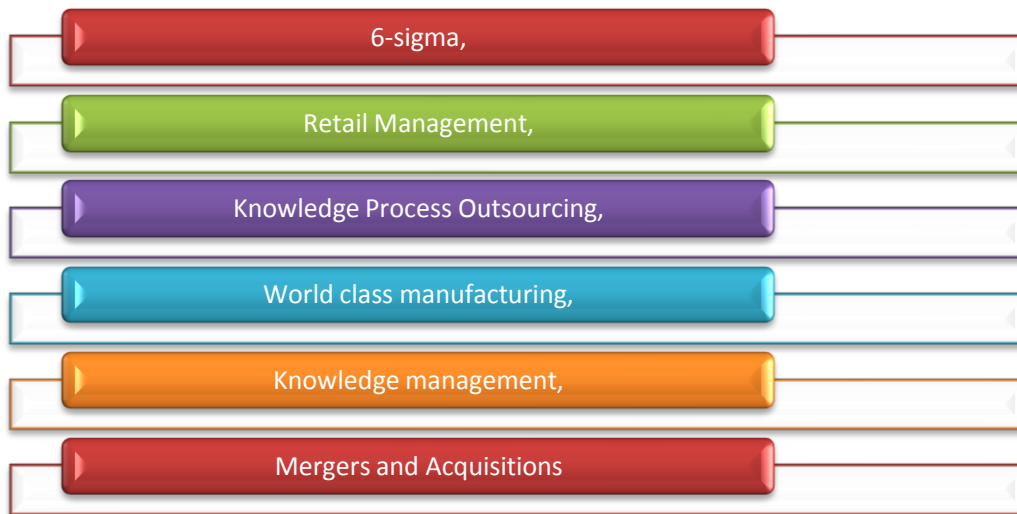 6-sigma,
Retail Management,
Knowledge Process Outsourcing,
World class manufacturing,
Knowledge management,
Mergers and Acquisitions